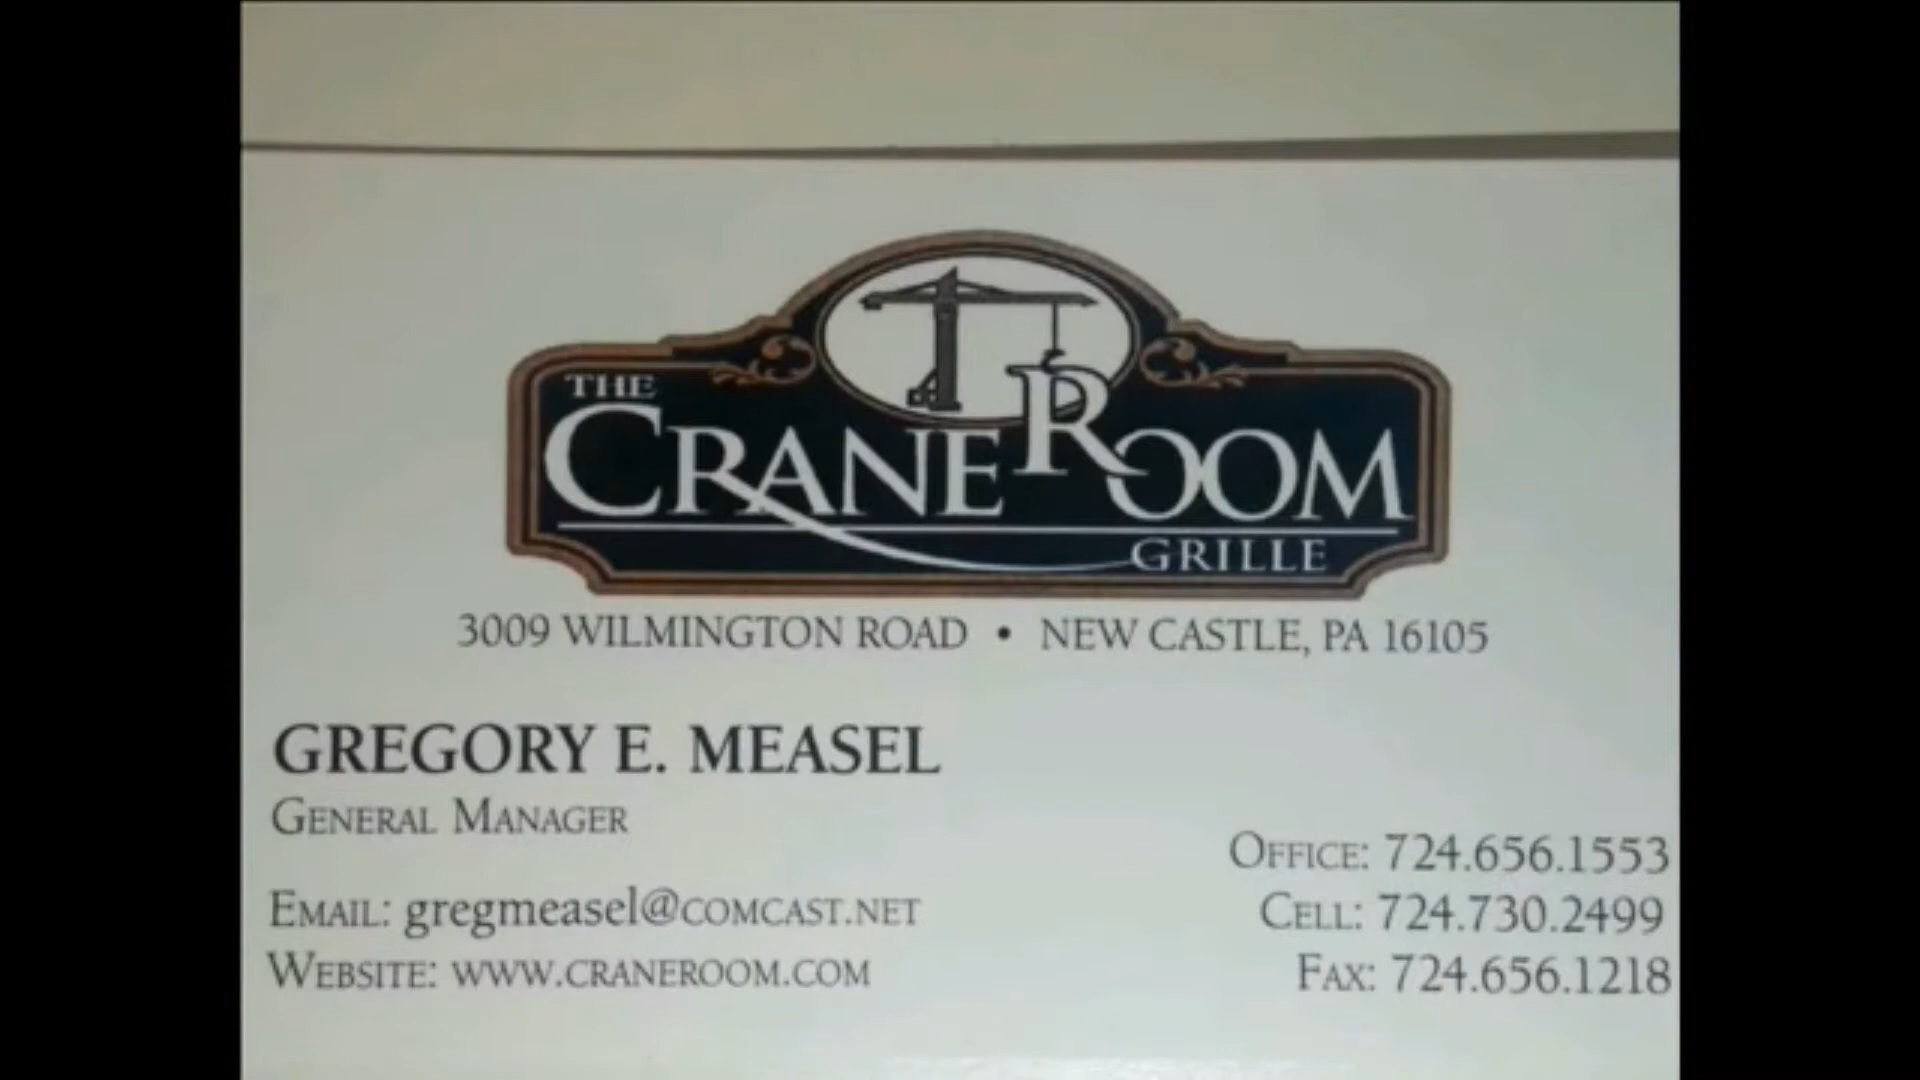 THE
CRANE ROOM
GRILLE
3009 WILMINGTON ROAD • NEW CASTLE, PA 16105
GREGORY E. MEASEL
GENERAL MANAGER
EMAIL: gregmeasel@COMCAST.NET
WEBSITE: WWW.CRANEROOM.COM
OFFICE: 724.656.1553
CELL: 724.730.2499
FAX: 724.656.1218